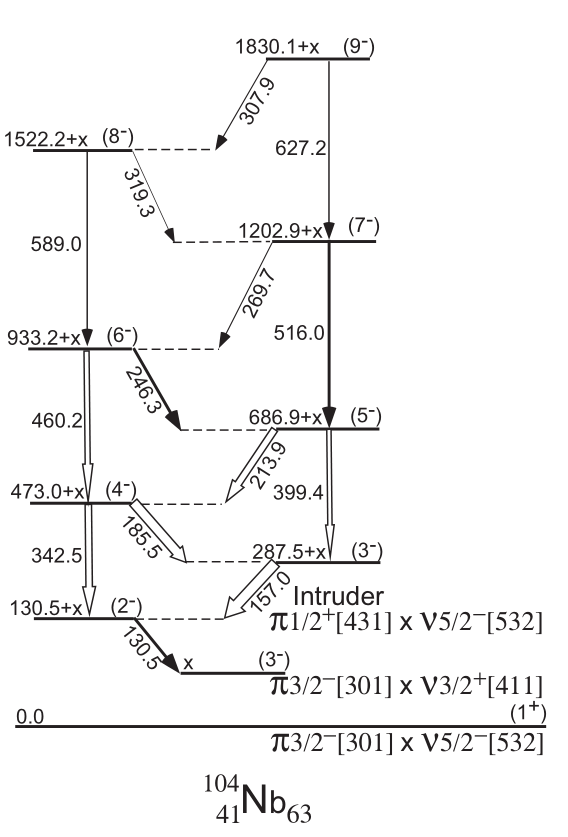 1830.1+x (9⁻)
307.9
1522.2+x (8⁻)
627.2
319.3
1202.9+x (7⁻)
589.0
269.7
933.2+x (6⁻)
516.0
246.3
686.9+x (5⁻)
460.2
213.9
399.4
473.0+x (4⁻)
185.5
287.5+x (3⁻)
342.5
157.0
Intruder
130.5+x (2⁻)
π1/2⁺[431] x ν5/2⁻[532]
130.5
x (3⁻)
π3/2⁻[301] x ν3/2⁺[411]
0.0 (1⁺)
π3/2⁻[301] x ν5/2⁻[532]
¹⁰⁴₄₁Nb₆₃